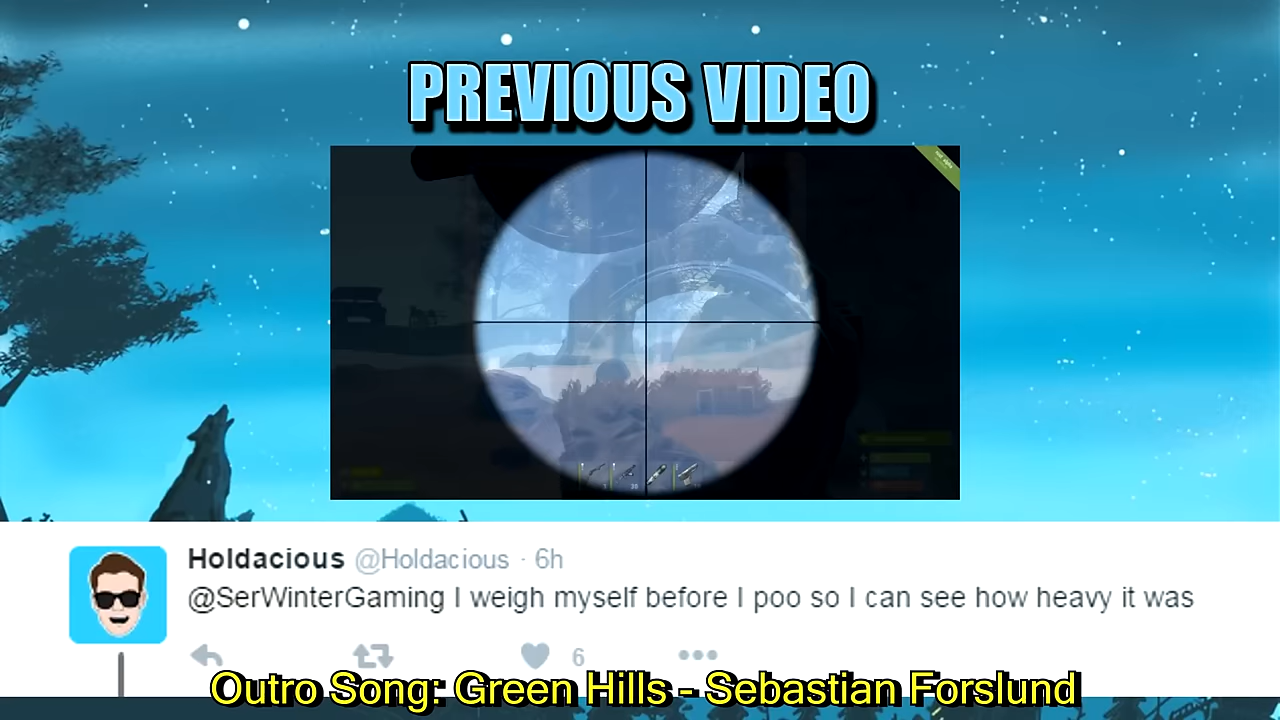 PREVIOUS VIDEO
Holdacious @Holdacious · 6h
@SerWinterGaming I weigh myself before I poo so I can see how heavy it was
6
Outro Song: Green Hills - Sebastian Forslund